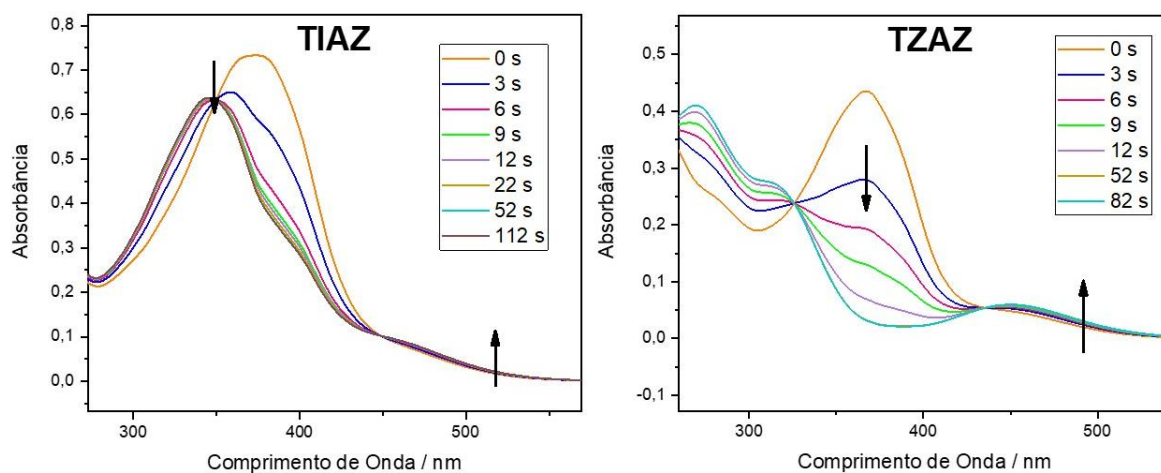 TIAZ
0,8
0,7
0,6
0,5
0,4
0,3
0,2
0,1
0,0
Absorbância
300
400
500
Comprimento de Onda / nm
0 s
3 s
6 s
9 s
12 s
22 s
52 s
112 s
TZAZ
0,5
0,4
0,3
0,2
0,1
0,0
-0,1
Absorbância
300
400
500
Comprimento de Onda / nm
0 s
3 s
6 s
9 s
12 s
52 s
82 s